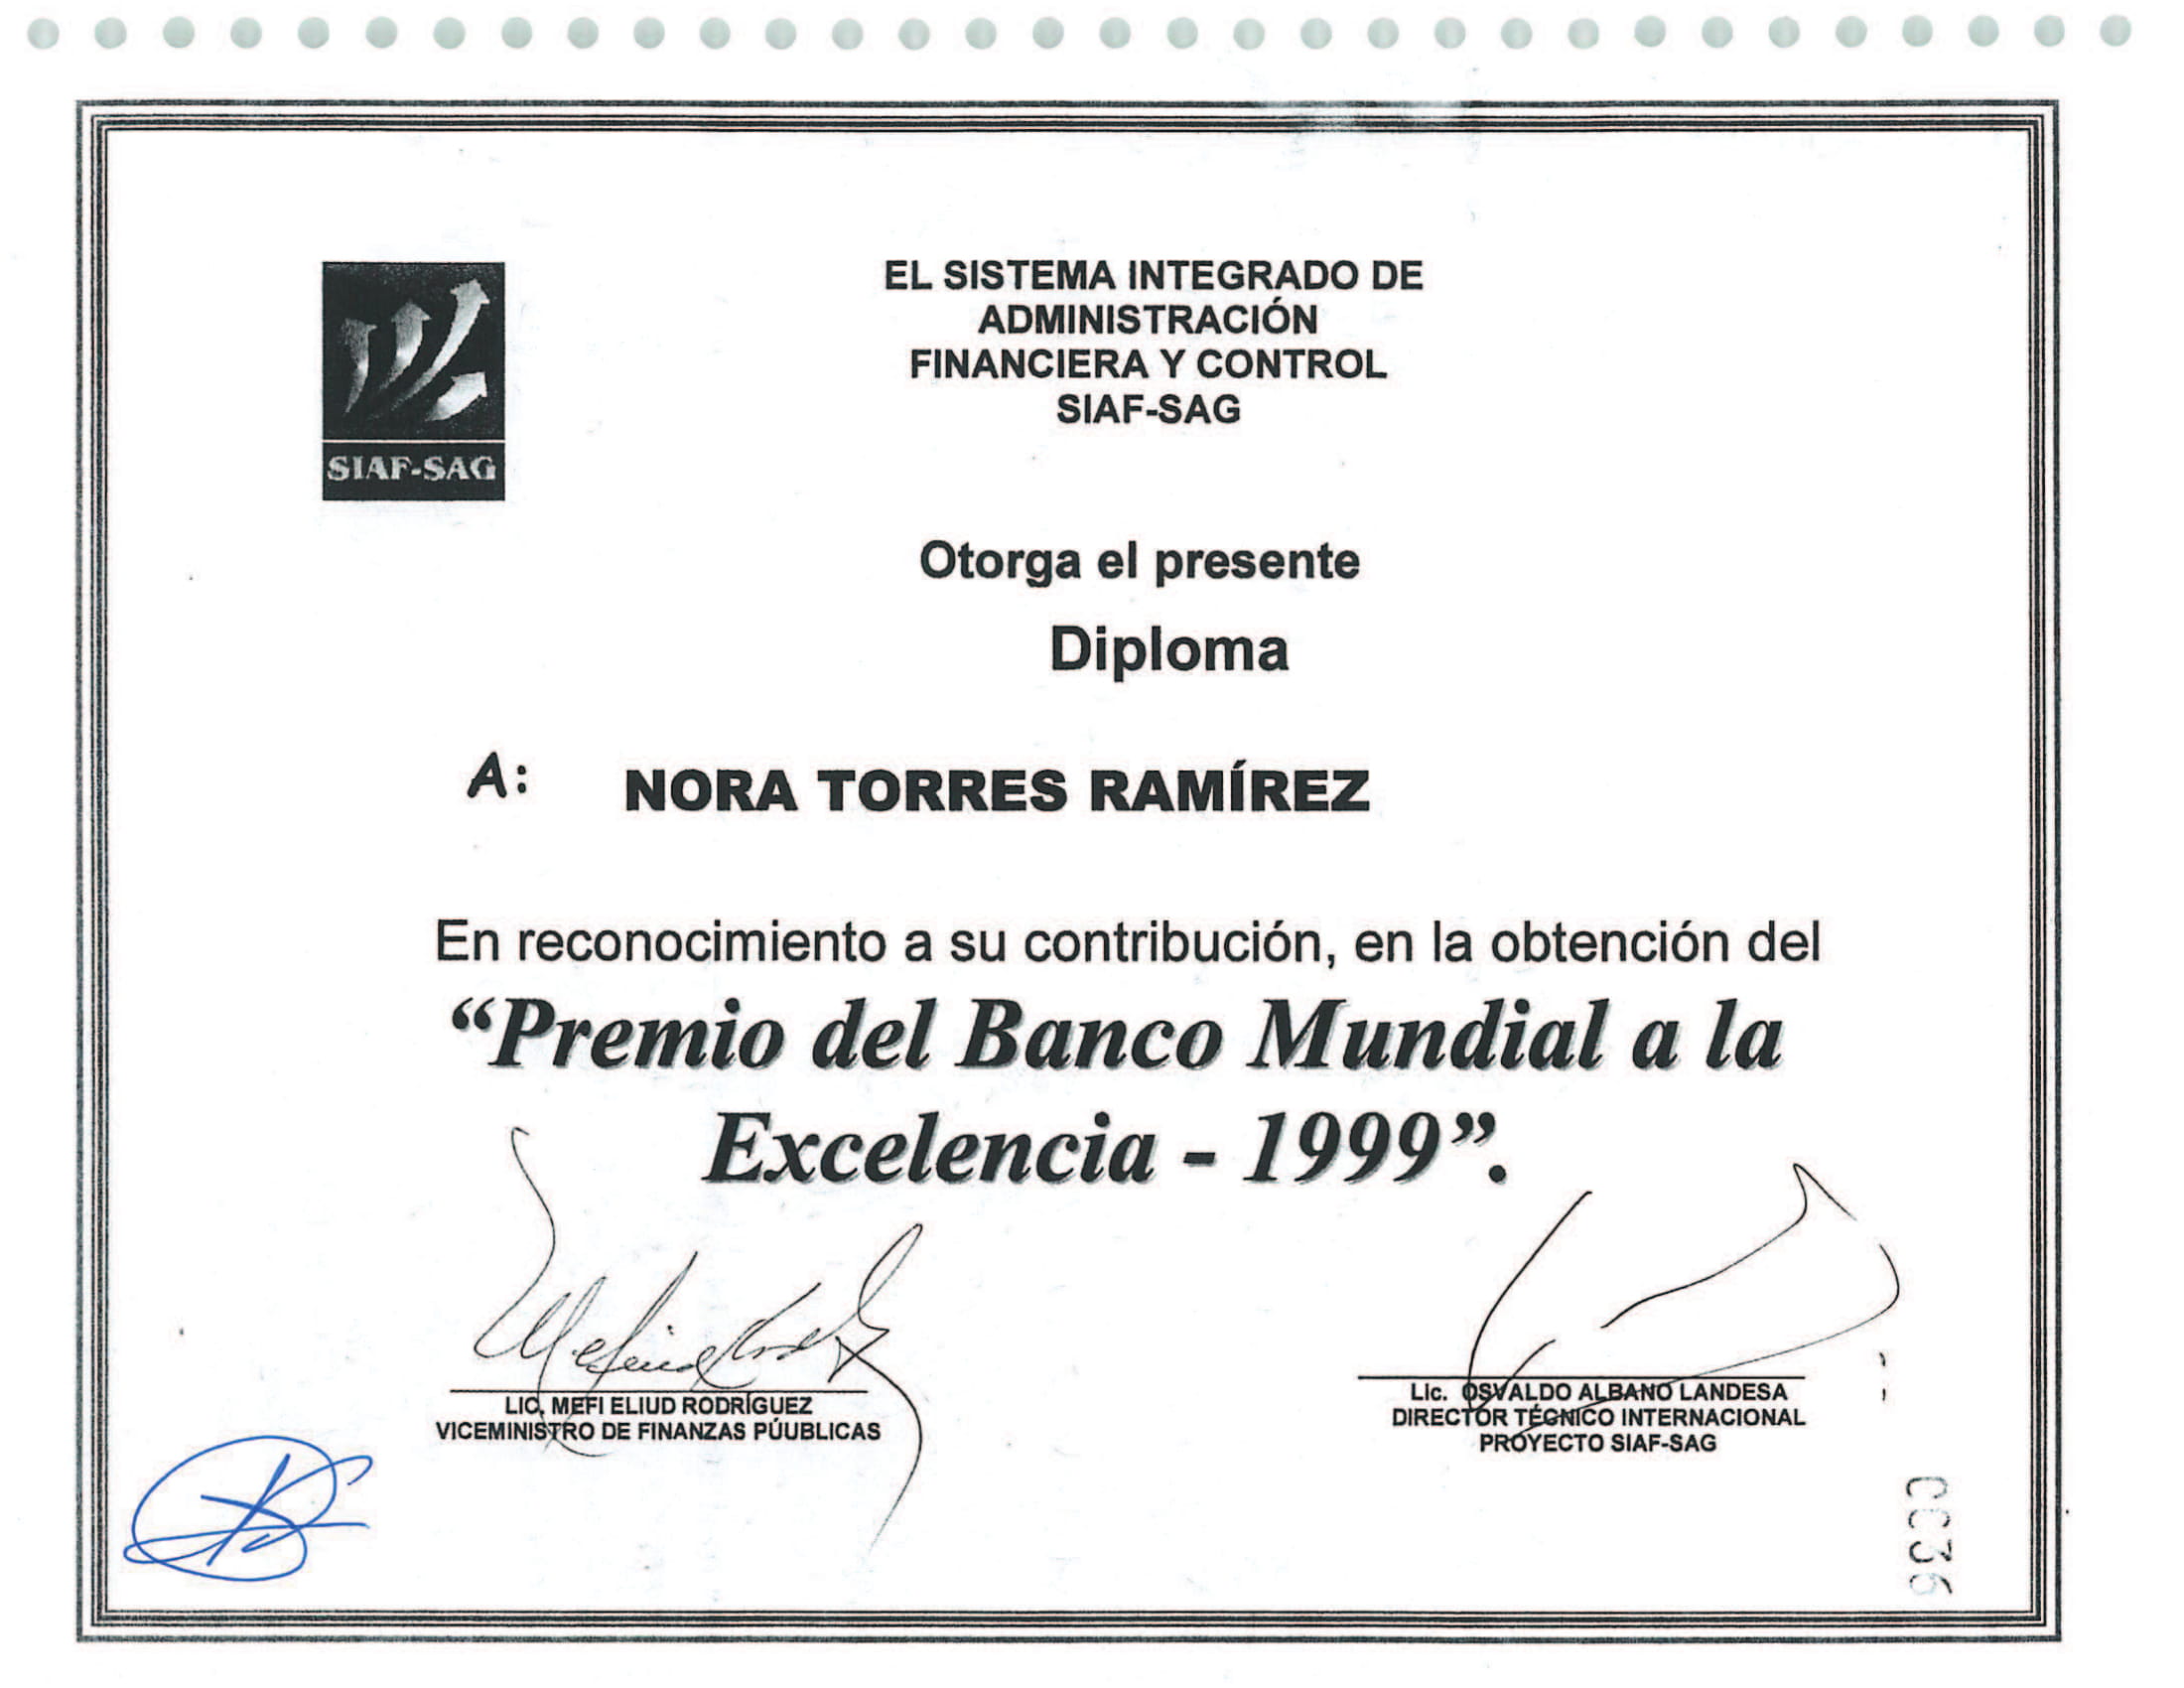 EL SISTEMA INTEGRADO DE
ADMINISTRACIÓN
FINANCIERA Y CONTROL
SIAF-SAG
SIAF-SAG
Otorga el presente
Diploma
A: NORA TORRES RAMÍREZ
En reconocimiento a su contribución, en la obtención del
“Premio del Banco Mundial a la
Excelencia - 1999”.
LIC. MEFI ELIUD RODRÍGUEZ
VICEMINISTRO DE FINANZAS PÚUBLICAS
Lic. OSVALDO ALBANO LANDESA
DIRECTOR TÉCNICO INTERNACIONAL
PROYECTO SIAF-SAG